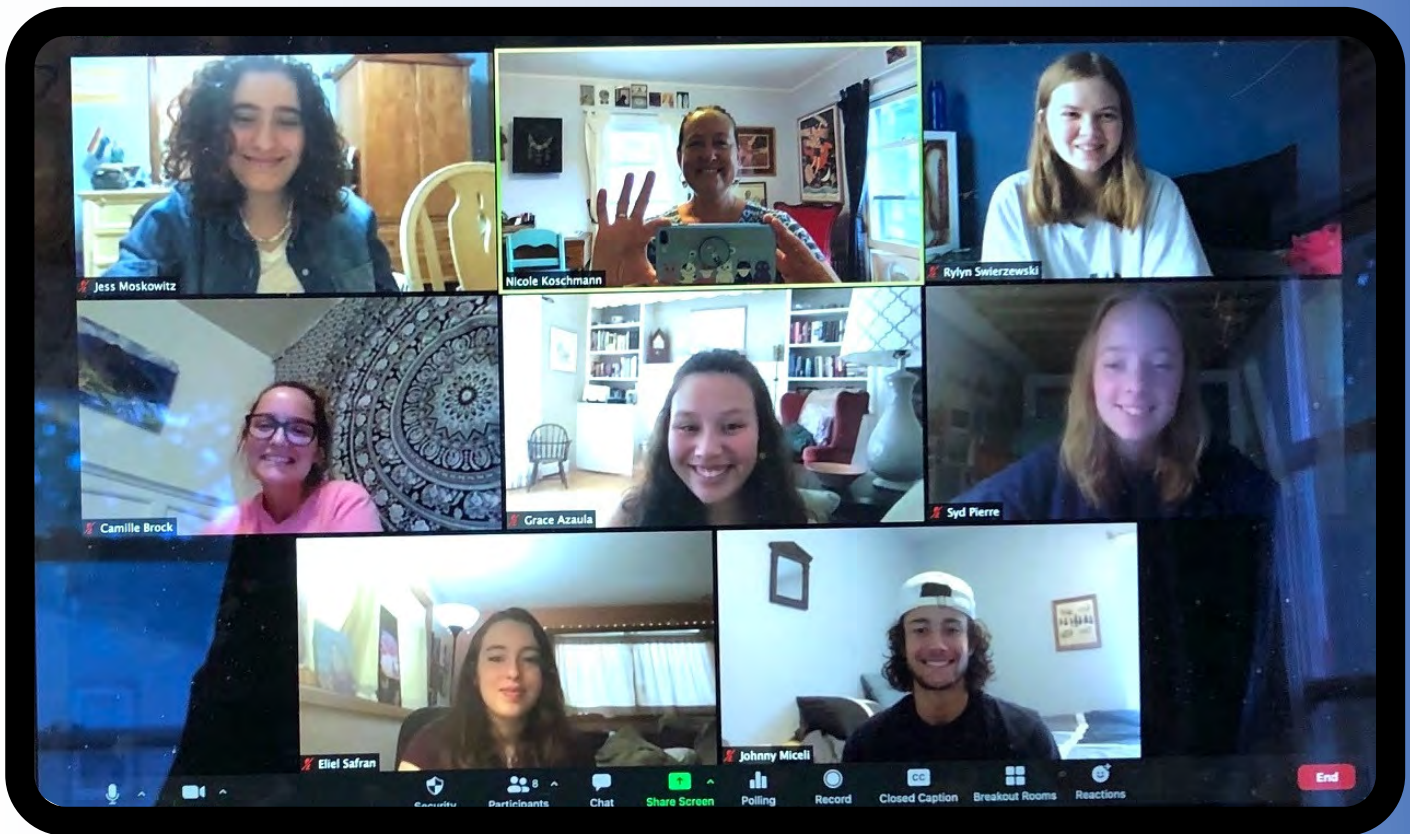 Jess Moskowitz
Nicole Koschmann
Rylyn Swierzewski
Camille Brock
Grace Azaula
Syd Pierre
Eliel Safran
Johnny Miceli
Security
Participants
8
Chat
Share Screen
Polling
Record
CC
Closed Caption
Breakout Rooms
Reactions
End